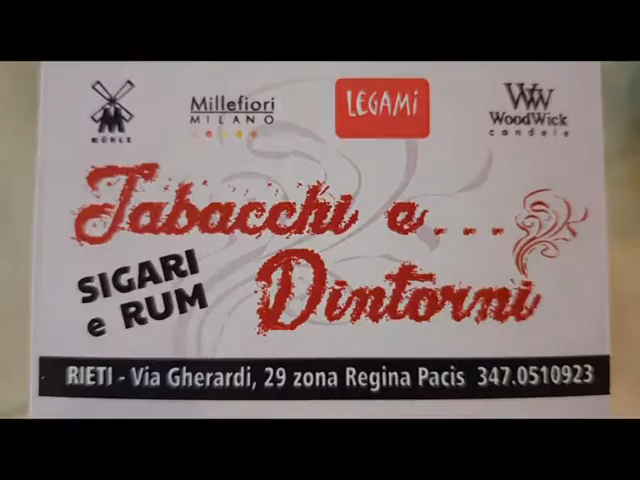 MÜHLE
Millefiori
MILANO
LEGAMi
WW
WoodWick
candele
Tabacchi e...
SIGARI
e RUM
Dintorni
RIETI - Via Gherardi, 29 zona Regina Pacis 347.0510923